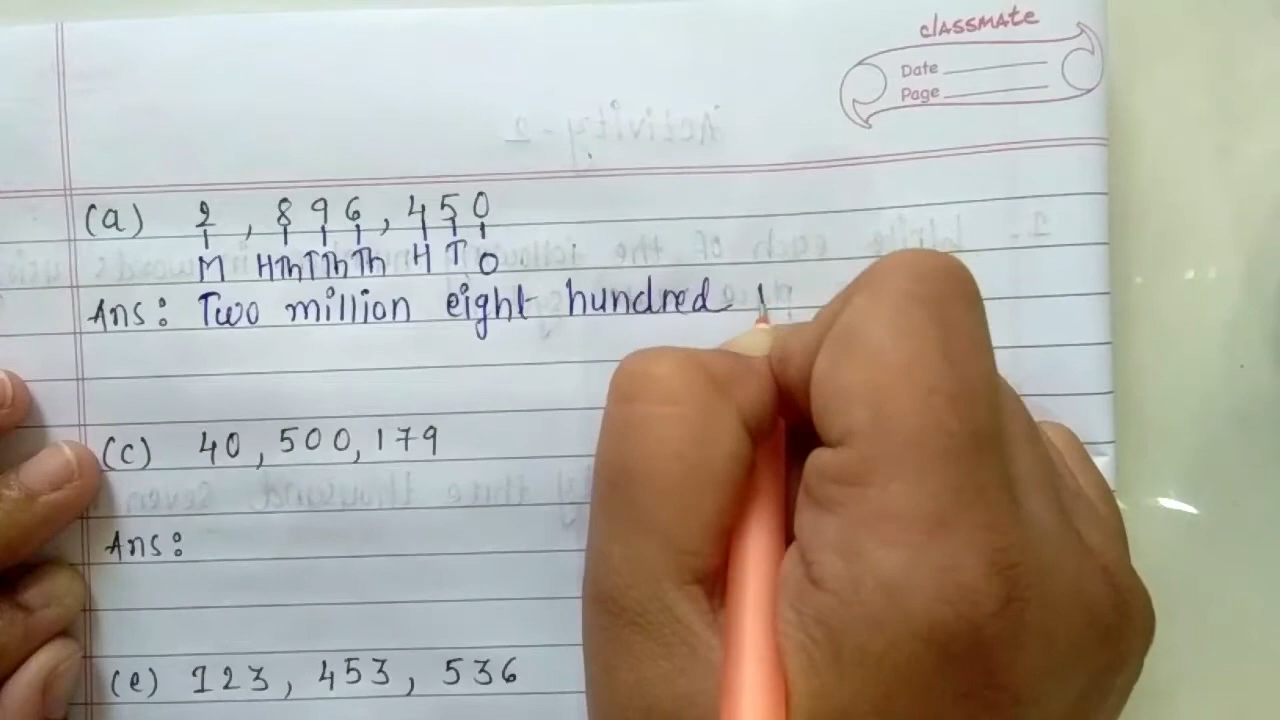 classmate
Date
Page
(a) 2, 896, 450
M HTh TTh Th H T O
Ans: Two million eight hundred
(c) 40,500,179
Ans:
(e) 123, 453, 536